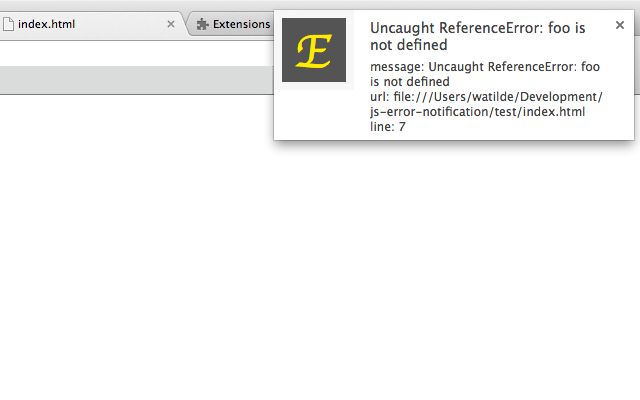 index.html
Extensions
E
Uncaught ReferenceError: foo is
not defined
message: Uncaught ReferenceError: foo
is not defined
url: file:///Users/watilde/Development/
js-error-notification/test/index.html
line: 7